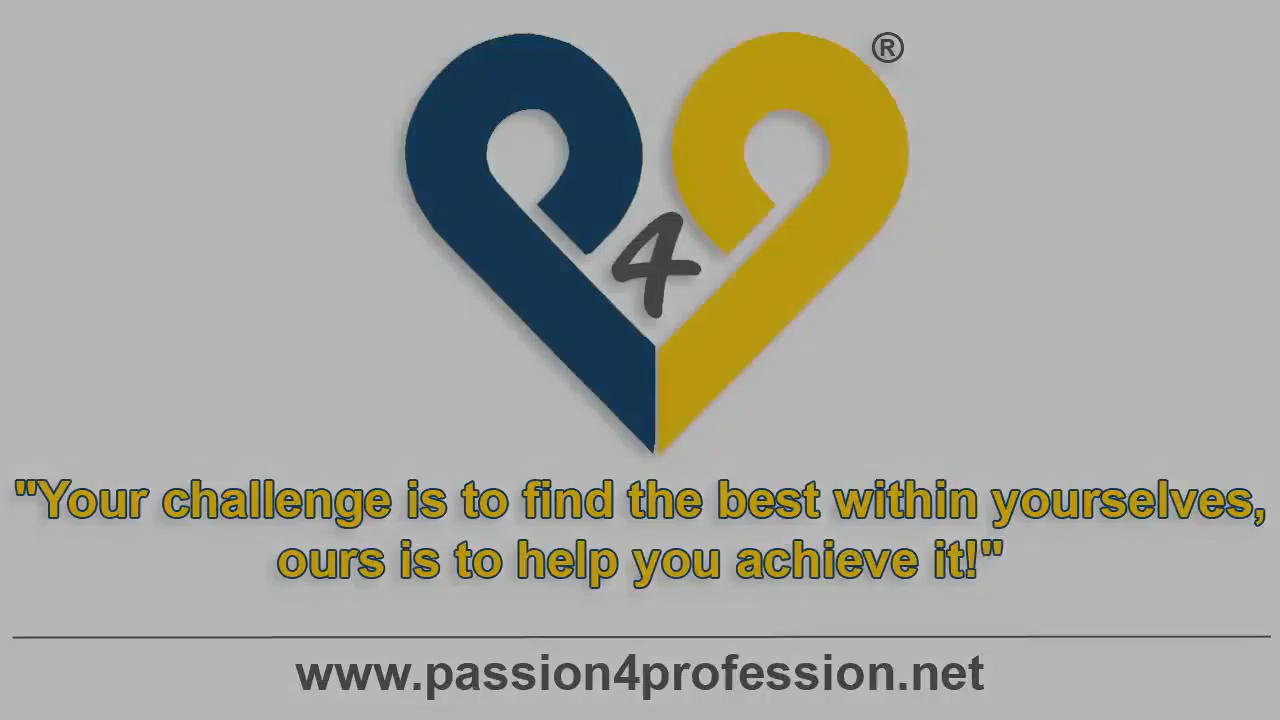 ®
4
"Your challenge is to find the best within yourselves,
ours is to help you achieve it!"
www.passion4profession.net